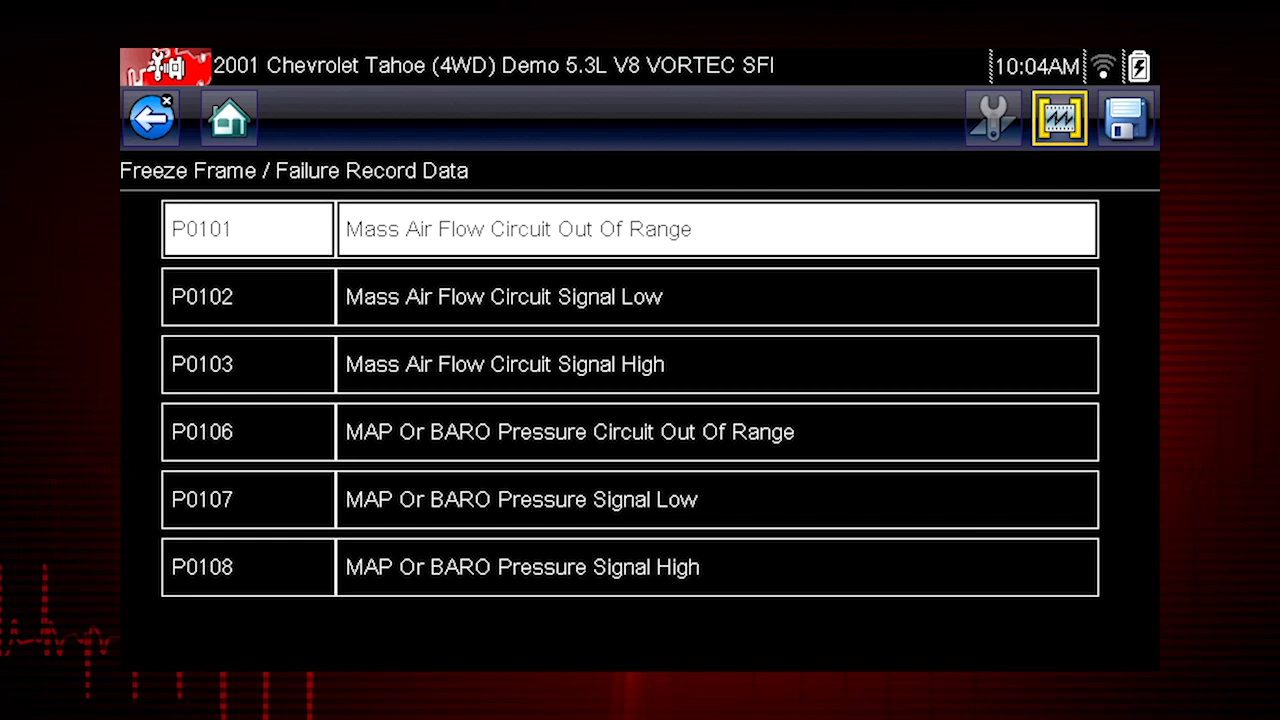 2001 Chevrolet Tahoe (4WD) Demo 5.3L V8 VORTEC SFI 10:04AM
Freeze Frame / Failure Record Data
P0101 Mass Air Flow Circuit Out Of Range
P0102 Mass Air Flow Circuit Signal Low
P0103 Mass Air Flow Circuit Signal High
P0106 MAP Or BARO Pressure Circuit Out Of Range
P0107 MAP Or BARO Pressure Signal Low
P0108 MAP Or BARO Pressure Signal High